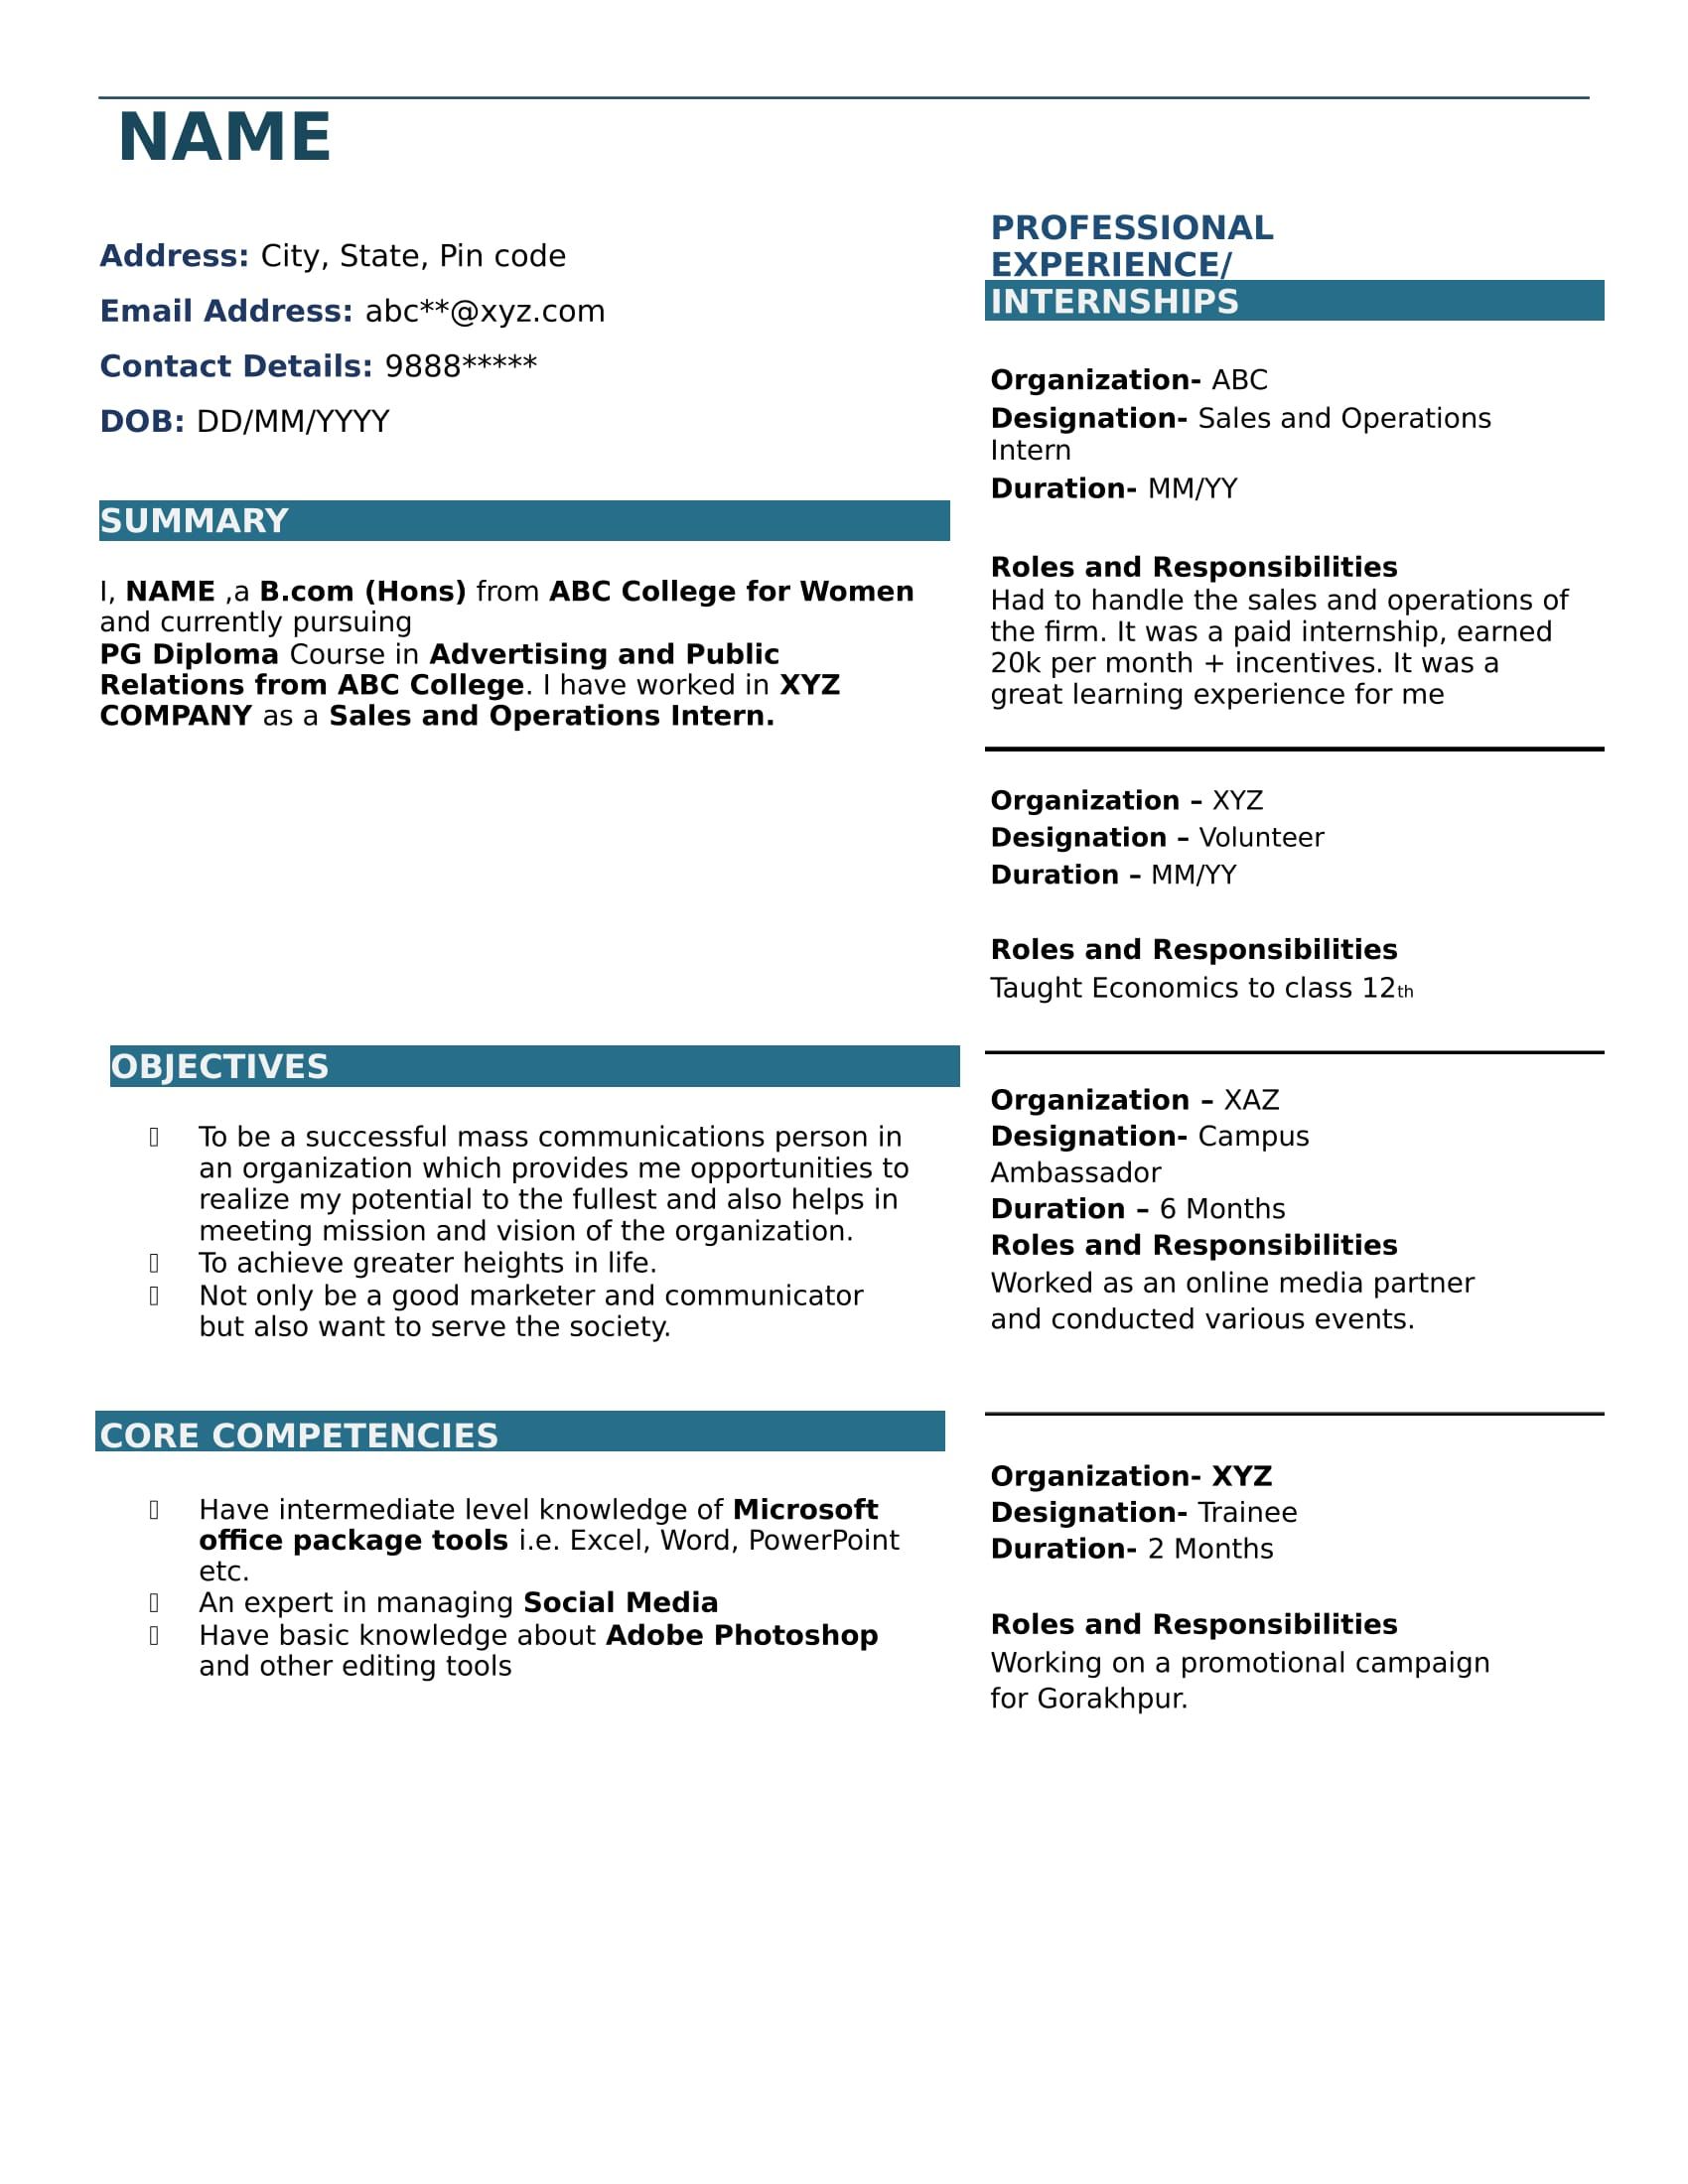 NAME
Address: City, State, Pin code
Email Address: abc**@xyz.com
Contact Details: 9888*****
DOB: DD/MM/YYYY
SUMMARY
I, NAME ,a B.com (Hons) from ABC College for Women
and currently pursuing
PG Diploma Course in Advertising and Public
Relations from ABC College. I have worked in XYZ
COMPANY as a Sales and Operations Intern.
OBJECTIVES
To be a successful mass communications person in
an organization which provides me opportunities to
realize my potential to the fullest and also helps in
meeting mission and vision of the organization.
To achieve greater heights in life.
Not only be a good marketer and communicator
but also want to serve the society.
CORE COMPETENCIES
Have intermediate level knowledge of Microsoft
office package tools i.e. Excel, Word, PowerPoint
etc.
An expert in managing Social Media
Have basic knowledge about Adobe Photoshop
and other editing tools
PROFESSIONAL
EXPERIENCE/
INTERNSHIPS
Organization- ABC
Designation- Sales and Operations
Intern
Duration- MM/YY
Roles and Responsibilities
Had to handle the sales and operations of
the firm. It was a paid internship, earned
20k per month + incentives. It was a
great learning experience for me
Organization – XYZ
Designation – Volunteer
Duration – MM/YY
Roles and Responsibilities
Taught Economics to class 12th
Organization – XAZ
Designation- Campus
Ambassador
Duration – 6 Months
Roles and Responsibilities
Worked as an online media partner
and conducted various events.
Organization- XYZ
Designation- Trainee
Duration- 2 Months
Roles and Responsibilities
Working on a promotional campaign
for Gorakhpur.